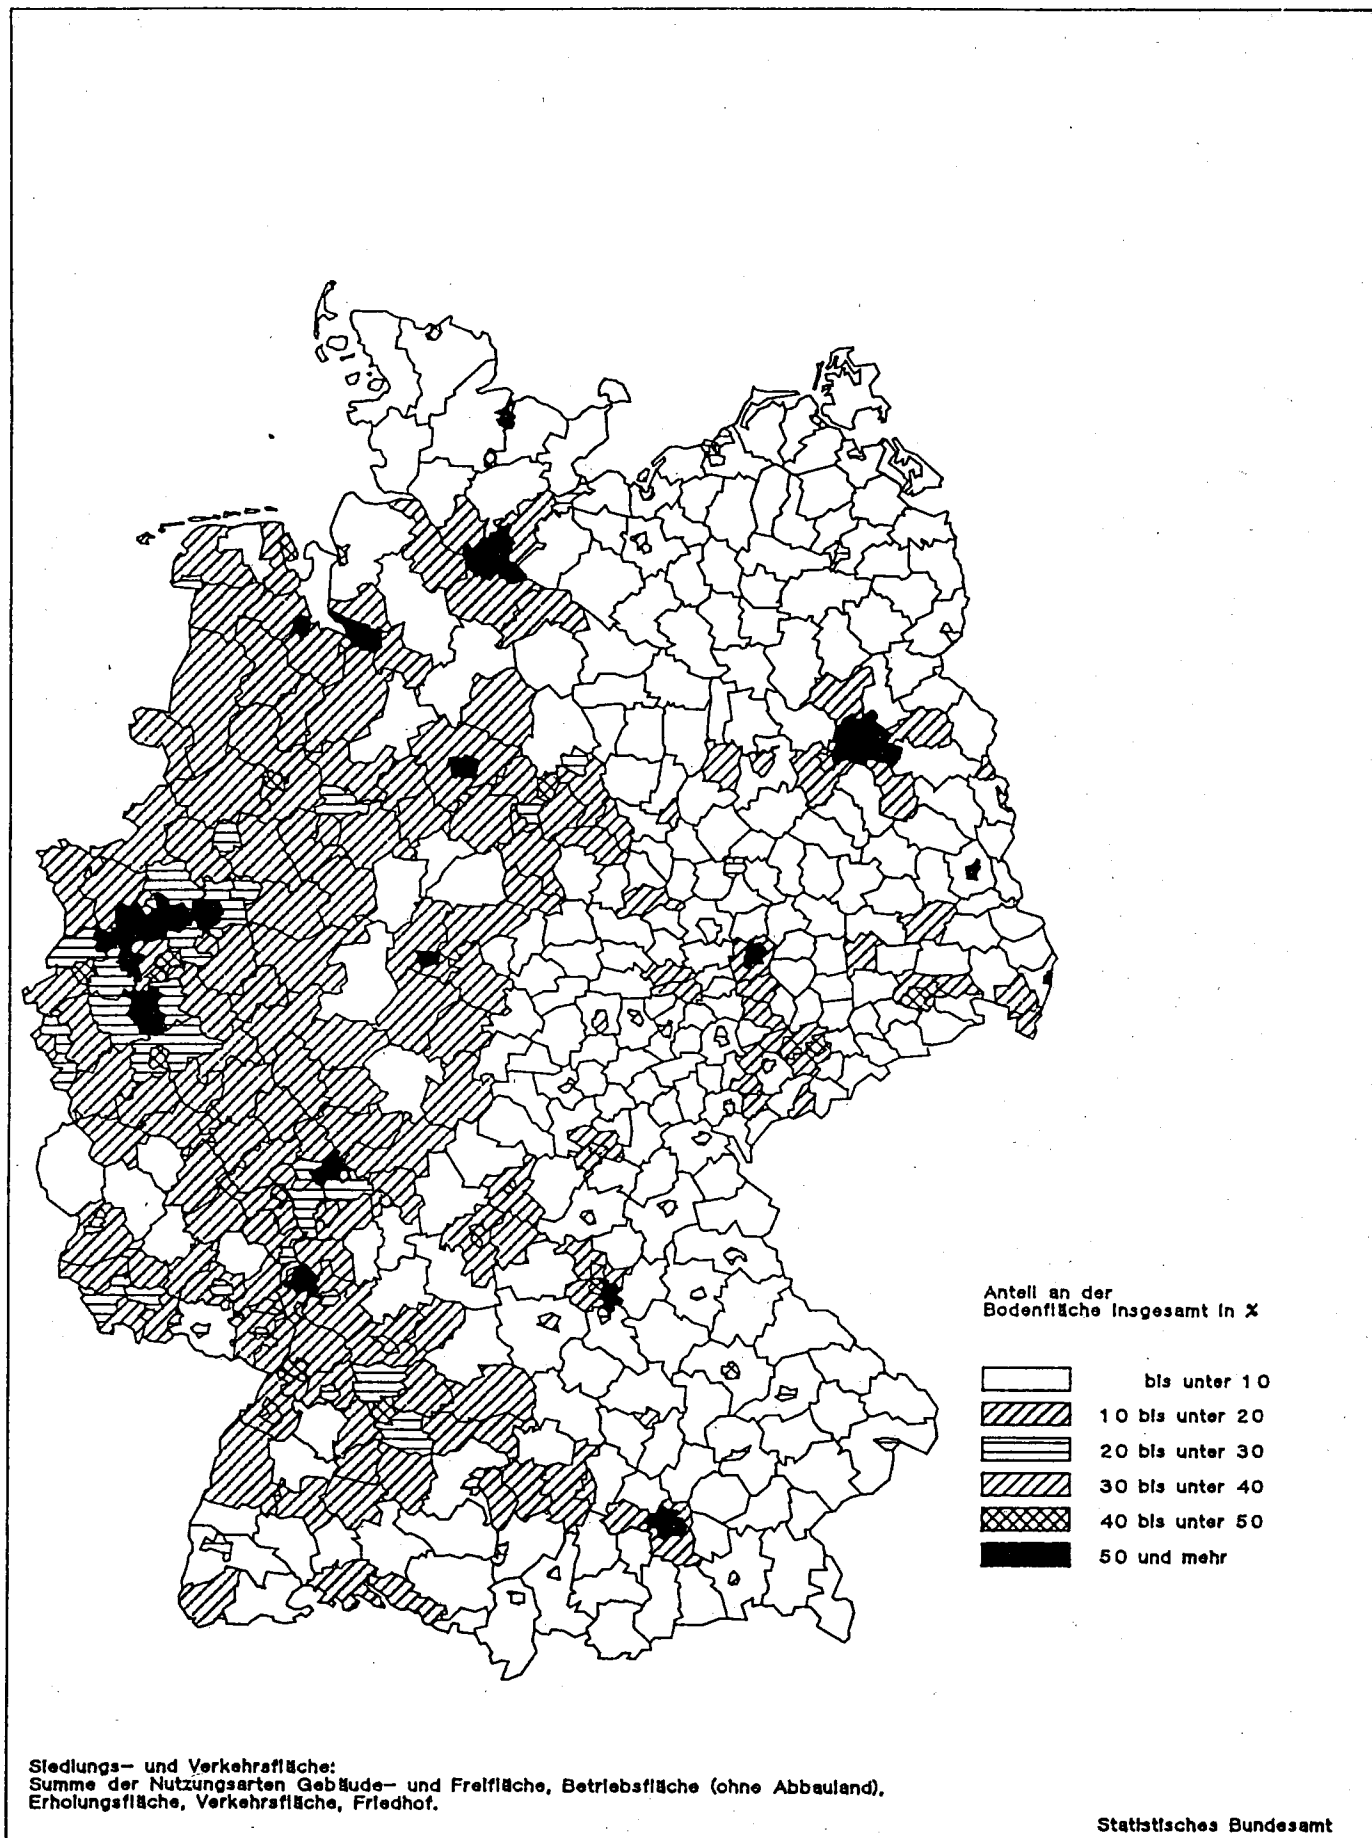 Anteil an der
Bodenfläche insgesamt in %
bis unter 10
10 bis unter 20
20 bis unter 30
30 bis unter 40
40 bis unter 50
50 und mehr
Siedlungs- und Verkehrsfläche:
Summe der Nutzungsarten Gebäude- und Freifläche, Betriebsfläche (ohne Abbauland),
Erholungsfläche, Verkehrsfläche, Friedhof.
Statistisches Bundesamt